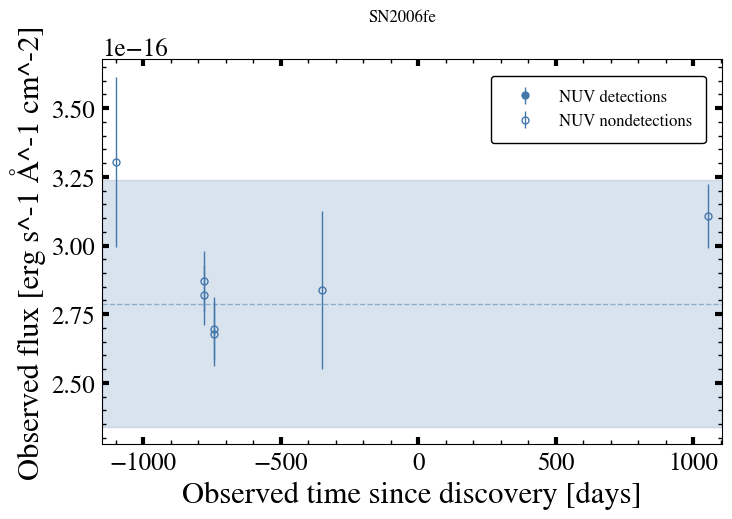 SN2006fe
1e−16
NUV detections
NUV nondetections
3.50
3.25
3.00
2.75
2.50
Observed flux [erg s^-1 Å^-1 cm^-2]
−1000
−500
0
500
1000
Observed time since discovery [days]